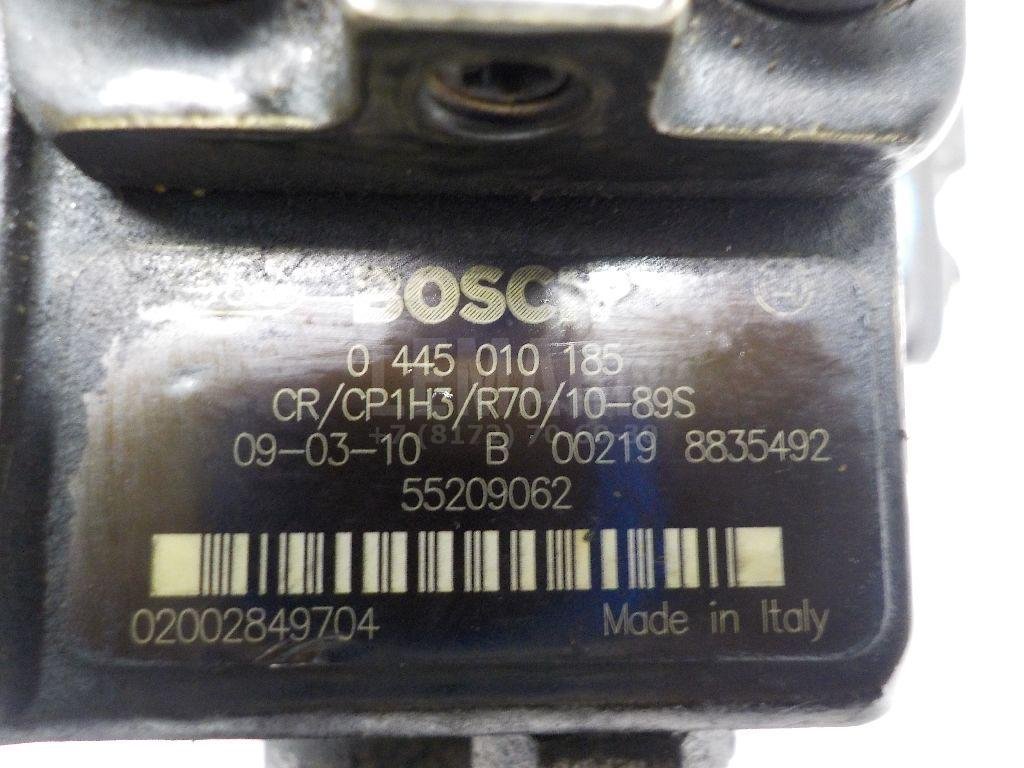 BOSCH
0 445 010 185
CR/CP1H3/R70/10-89S
09-03-10 B 00219 8835492
55209062
02002849704 Made in Italy